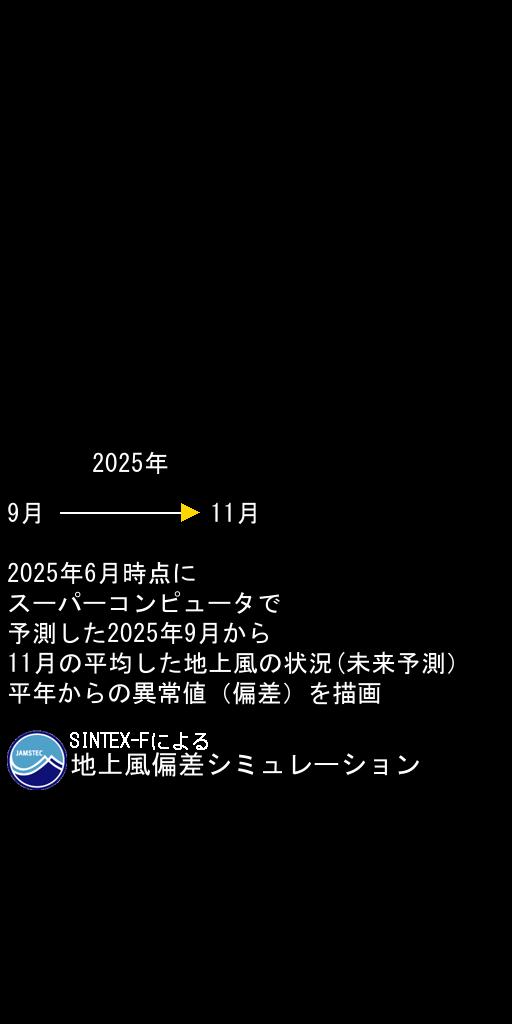 2025年
9月 11月
2025年6月時点に
スーパーコンピュータで
予測した2025年9月から
11月の平均した地上風の状況(未来予測)
平年からの異常値（偏差）を描画
SINTEX-Fによる
JAMSTEC
地上風偏差シミュレーション